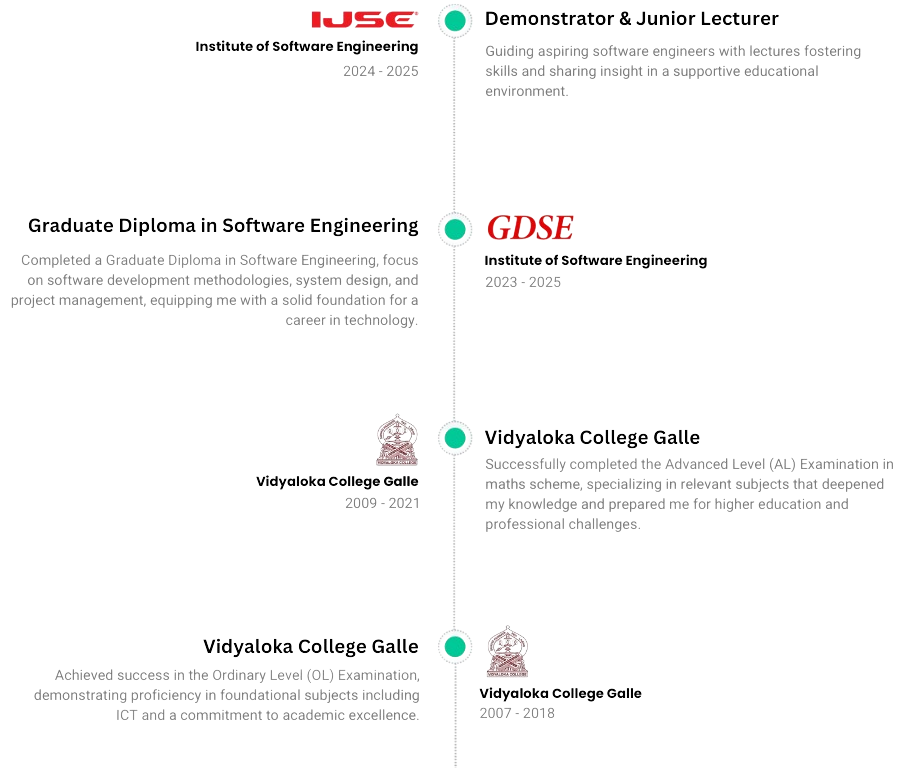 IJSE
Institute of Software Engineering
2024 - 2025
Demonstrator & Junior Lecturer
Guiding aspiring software engineers with lectures fostering
skills and sharing insight in a supportive educational
environment.
Graduate Diploma in Software Engineering
Completed a Graduate Diploma in Software Engineering, focus
on software development methodologies, system design, and
project management, equipping me with a solid foundation for a
career in technology.
GDSE
Institute of Software Engineering
2023 - 2025
VIDYALOKA COLLEGE
Vidyaloka College Galle
2009 - 2021
Vidyaloka College Galle
Successfully completed the Advanced Level (AL) Examination in
maths scheme, specializing in relevant subjects that deepened
my knowledge and prepared me for higher education and
professional challenges.
Vidyaloka College Galle
Achieved success in the Ordinary Level (OL) Examination,
demonstrating proficiency in foundational subjects including
ICT and a commitment to academic excellence.
VIDYALOKA COLLEGE
Vidyaloka College Galle
2007 - 2018